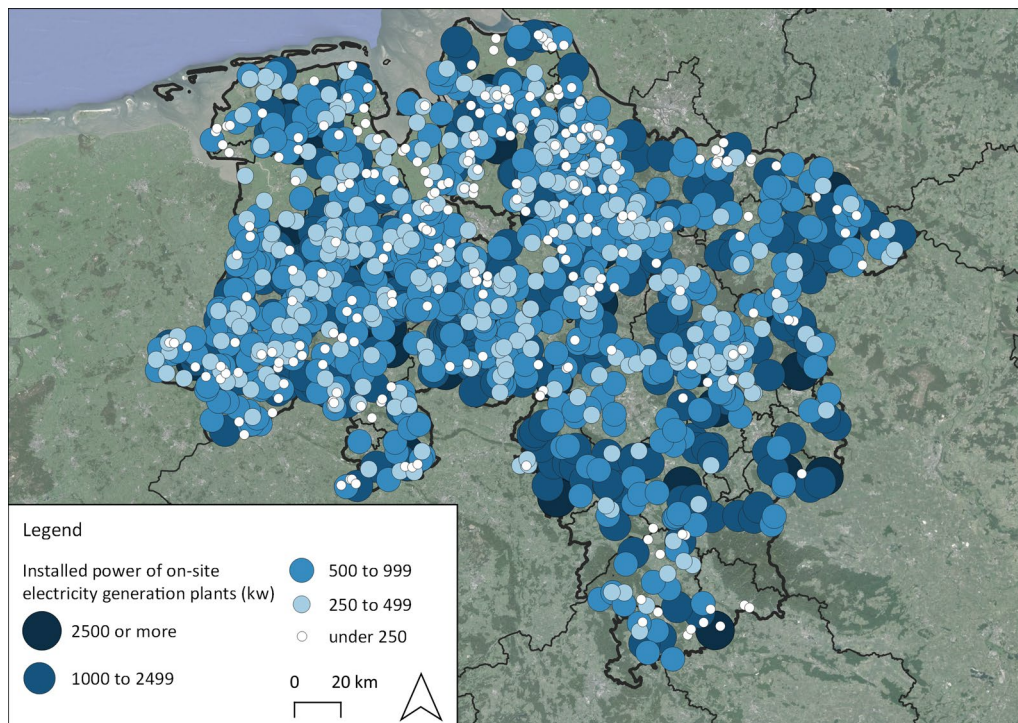 Legend
Installed power of on-site
electricity generation plants (kw)
2500 or more
1000 to 2499
500 to 999
250 to 499
under 250
0 20 km